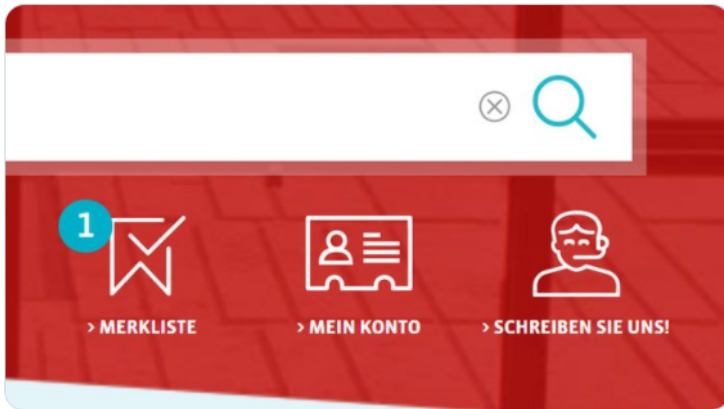 1
› MERKLISTE
› MEIN KONTO
› SCHREIBEN SIE UNS!